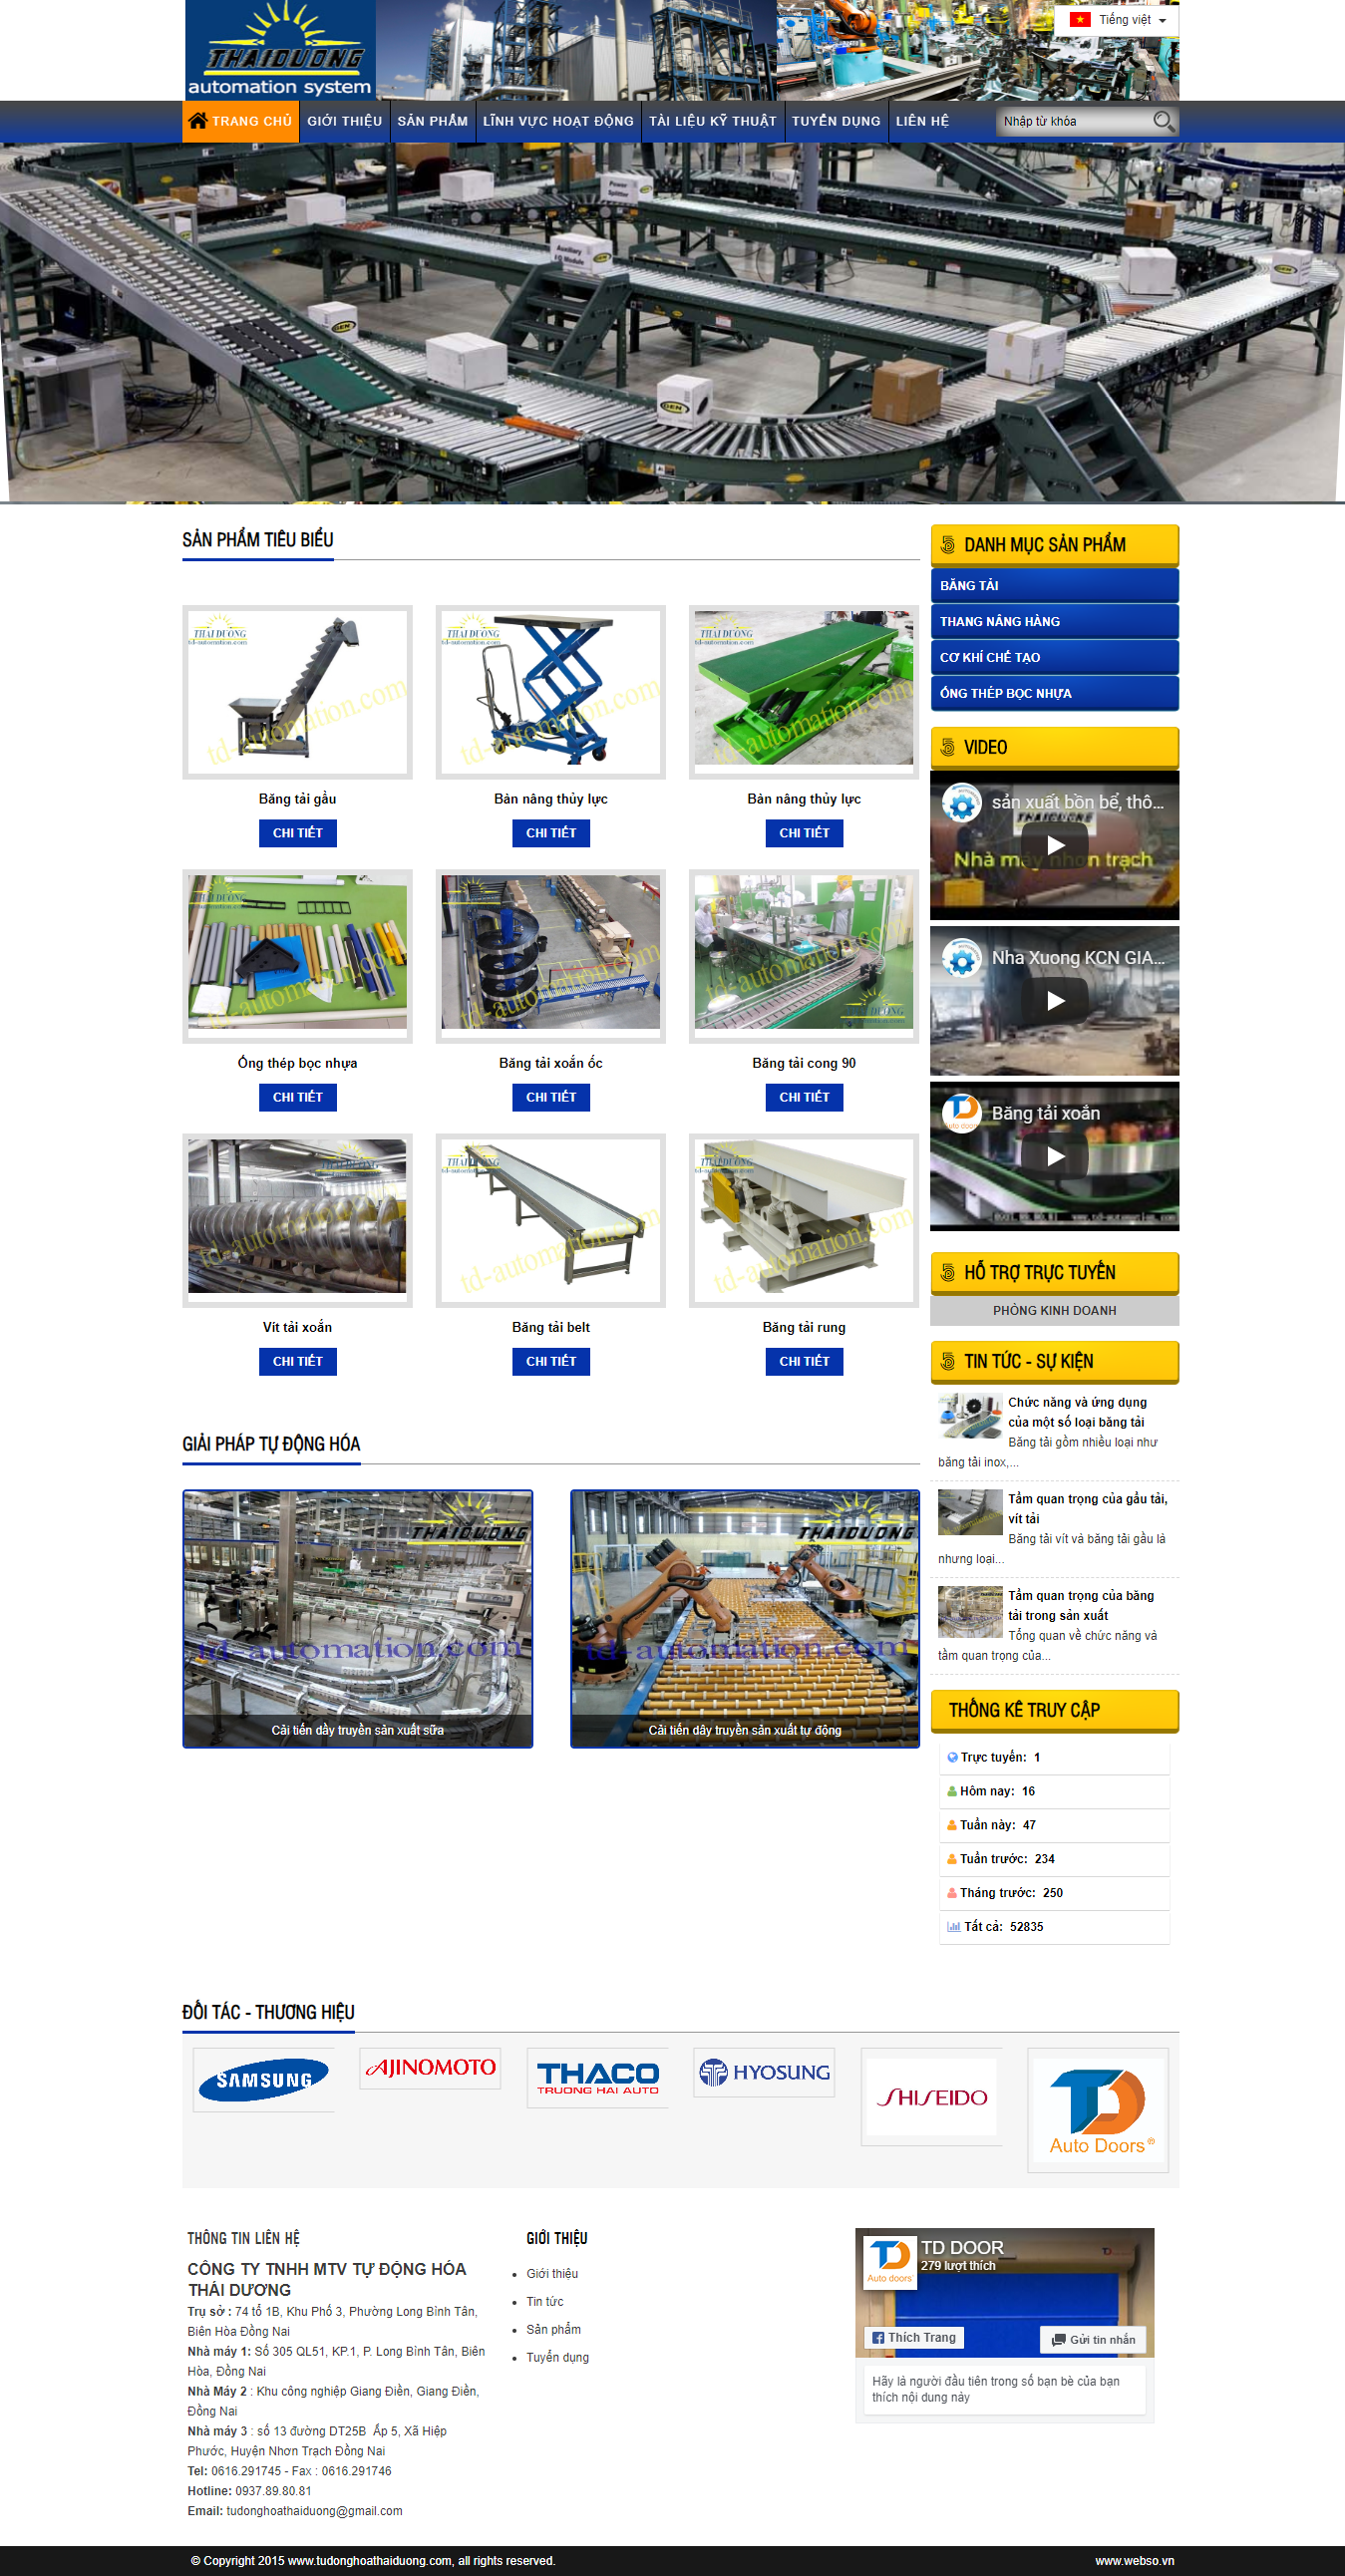 THAIDUONG
automation system
Tiếng việt
TRANG CHỦ
GIỚI THIỆU
SẢN PHẨM
LĨNH VỰC HOẠT ĐỘNG
TÀI LIỆU KỸ THUẬT
TUYỂN DỤNG
LIÊN HỆ
Nhập từ khóa
SẢN PHẨM TIÊU BIỂU
Băng tải gầu
Bàn nâng thủy lực
Bàn nâng thủy lực
CHI TIẾT
CHI TIẾT
CHI TIẾT
Ống thép bọc nhựa
Băng tải xoắn ốc
Băng tải cong 90
CHI TIẾT
CHI TIẾT
CHI TIẾT
Vít tải xoắn
Băng tải belt
Băng tải rung
CHI TIẾT
CHI TIẾT
CHI TIẾT
GIẢI PHÁP TỰ ĐỘNG HÓA
THAIDUONG
td-automation.com
Cải tiến dây truyền sản xuất sữa
THAIDUONG
td-automation.com
Cải tiến dây truyền sản xuất tự động
DANH MỤC SẢN PHẨM
BĂNG TẢI
THANG NÂNG HÀNG
CƠ KHÍ CHẾ TẠO
ỐNG THÉP BỌC NHỰA
VIDEO
sản xuất bồn bể, thô...
Nhà máy nhơn trạch
Nha Xuong KCN GIA...
Băng tải xoắn
HỖ TRỢ TRỰC TUYẾN
PHÒNG KINH DOANH
TIN TỨC - SỰ KIỆN
Chức năng và ứng dụng
của một số loại băng tải
Băng tải gồm nhiều loại như
băng tải inox,...
Tầm quan trọng của gầu tải,
vít tải
Băng tải vít và băng tải gầu là
nhưng loại...
Tầm quan trọng của băng
tải trong sản xuất
Tổng quan về chức năng và
tầm quan trọng của...
THỐNG KÊ TRUY CẬP
Trực tuyến: 1
Hôm nay: 16
Tuần này: 47
Tuần trước: 234
Tháng trước: 250
Tất cả: 52835
ĐỐI TÁC - THƯƠNG HIỆU
SAMSUNG
AJINOMOTO
THACO
TRUONG HAI AUTO
HYOSUNG
SHISEIDO
TD
Auto Doors®
THÔNG TIN LIÊN HỆ
CÔNG TY TNHH MTV TỰ ĐỘNG HÓA
THÁI DƯƠNG
Trụ sở : 74 tổ 1B, Khu Phố 3, Phường Long Bình Tân,
Biên Hòa Đồng Nai
Nhà máy 1: Số 305 QL51, KP.1, P. Long Bình Tân, Biên
Hòa, Đồng Nai
Nhà Máy 2 : Khu công nghiệp Giang Điền, Giang Điền,
Đồng Nai
Nhà máy 3 : số 13 đường DT25B  Ấp 5, Xã Hiệp
Phước, Huyện Nhơn Trạch Đồng Nai
Tel: 0616.291745 - Fax : 0616.291746
Hotline: 0937.89.80.81
Email: tudonghoathaiduong@gmail.com
GIỚI THIỆU
Giới thiệu
Tin tức
Sản phẩm
Tuyển dụng
TD DOOR
279 lượt thích
Thích Trang
Gửi tin nhắn
Hãy là người đầu tiên trong số bạn bè của bạn
thích nội dung này
© Copyright 2015 www.tudonghoathaiduong.com, all rights reserved.
www.webso.vn